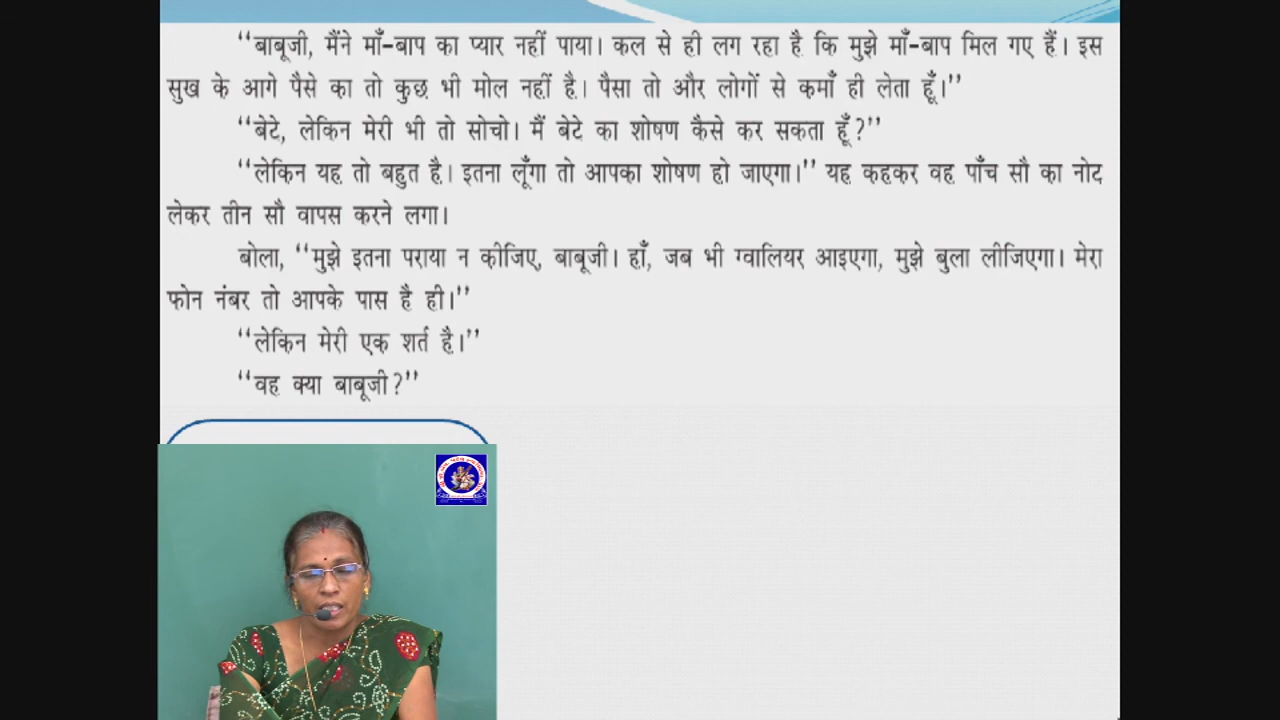 “बाबूजी, मैंने माँ-बाप का प्यार नहीं पाया। कल से ही लग रहा है कि मुझे माँ-बाप मिल गए हैं। इस
सुख के आगे पैसे का तो कुछ भी मोल नहीं है। पैसा तो और लोगों से कमाँ ही लेता हूँ।”
“बेटे, लेकिन मेरी भी तो सोचो। मैं बेटे का शोषण कैसे कर सकता हूँ?”
“लेकिन यह तो बहुत है। इतना लूँगा तो आपका शोषण हो जाएगा।” यह कहकर वह पाँच सौ का नोट
लेकर तीन सौ वापस करने लगा।
बोला, “मुझे इतना पराया न कीजिए, बाबूजी। हाँ, जब भी ग्वालियर आइएगा, मुझे बुला लीजिएगा। मेरा
फोन नंबर तो आपके पास है ही।”
“लेकिन मेरी एक शर्त है।”
“वह क्या बाबूजी?”